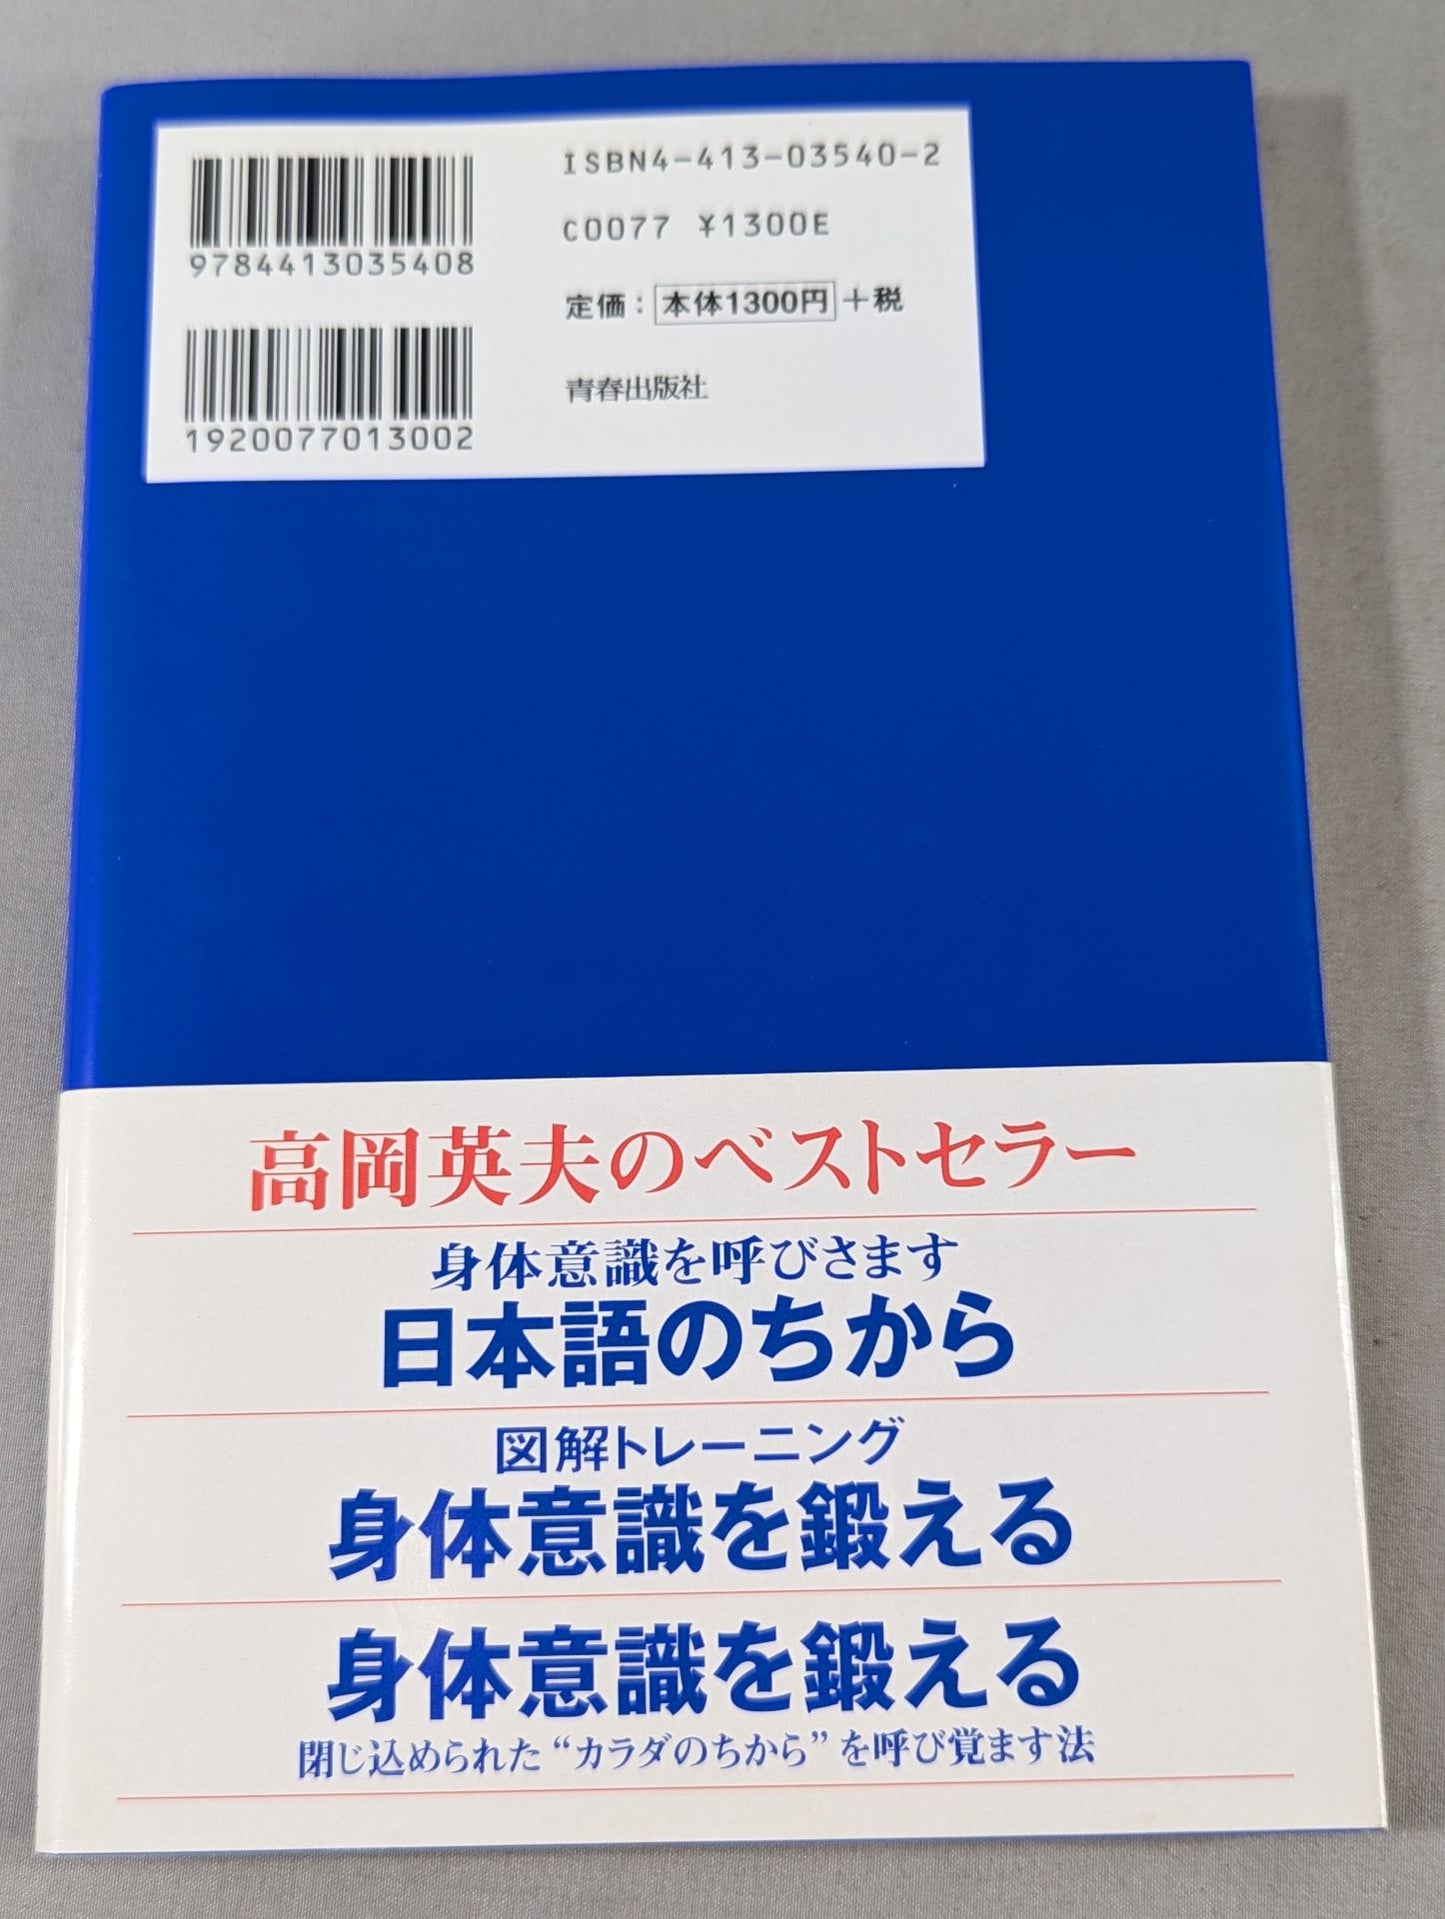 ISBN4-413-03540-2
C0077 ¥1300E
定価：本体1300円＋税
青春出版社
9784413035408
1920077013002
高岡英夫のベストセラー
身体意識を呼びさます
日本語のちから
図解トレーニング
身体意識を鍛える
身体意識を鍛える
閉じ込められた“カラダのちから”を呼び覚ます法